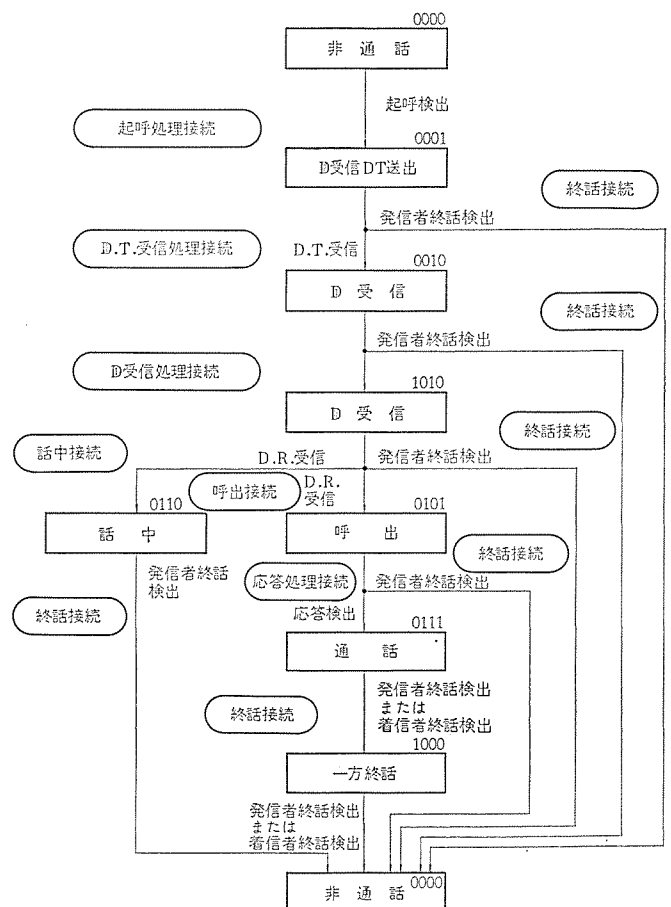 0000
非通話
起呼検出
起呼処理接続
0001
D受信DT送出
終話接続
発信者終話検出
D.T.受信処理接続
D.T.受信
0010
D受信
終話接続
発信者終話検出
D受信処理接続
1010
D受信
終話接続
話中接続
D.R.受信
発信者終話検出
呼出接続
D.R.
受信
0110
話中
0101
呼出
終話接続
発信者終話
検出
応答処理接続
発信者終話検出
終話接続
応答検出
0111
通話
発信者終話検出
または
着信者終話検出
終話接続
1000
一方終話
発信者終話検出
または
着信者終話検出
非通話
0000